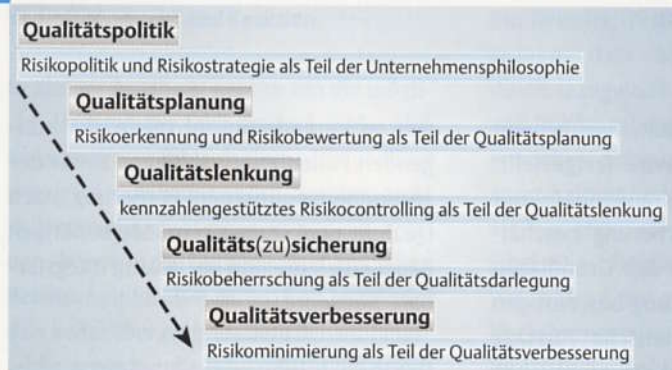 Qualitätspolitik
Risikopolitik und Risikostrategie als Teil der Unternehmensphilosophie
Qualitätsplanung
Risikoerkennung und Risikobewertung als Teil der Qualitätsplanung
Qualitätslenkung
kennzahlengestütztes Risikocontrolling als Teil der Qualitätslenkung
Qualitäts(zu)sicherung
Risikobeherrschung als Teil der Qualitätsdarlegung
Qualitätsverbesserung
Risikominimierung als Teil der Qualitätsverbesserung